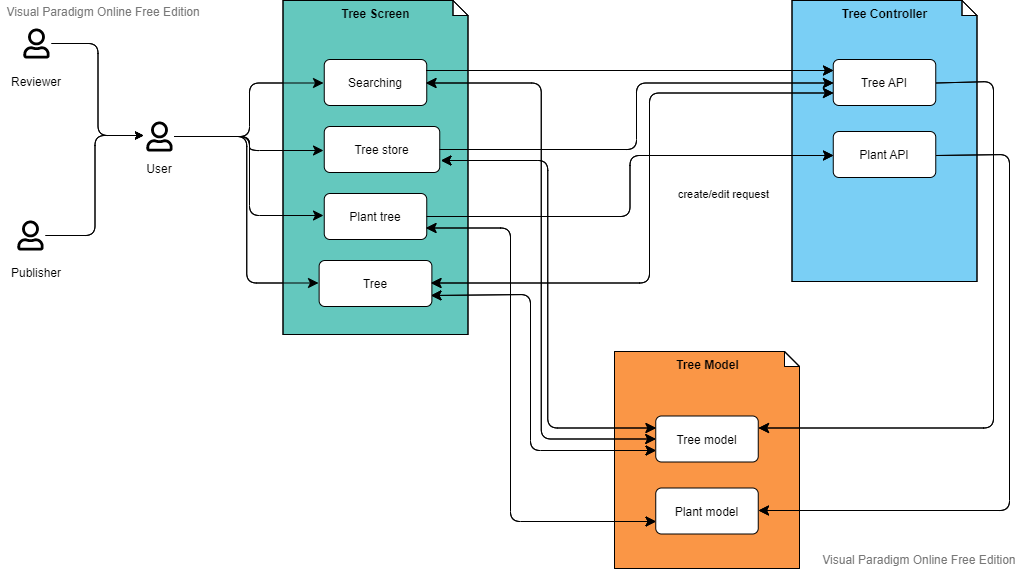 Visual Paradigm Online Free Edition
Reviewer
User
Publisher
Tree Screen
Searching
Tree store
Plant tree
Tree
Tree Controller
Tree API
Plant API
create/edit request
Tree Model
Tree model
Plant model
Visual Paradigm Online Free Edition